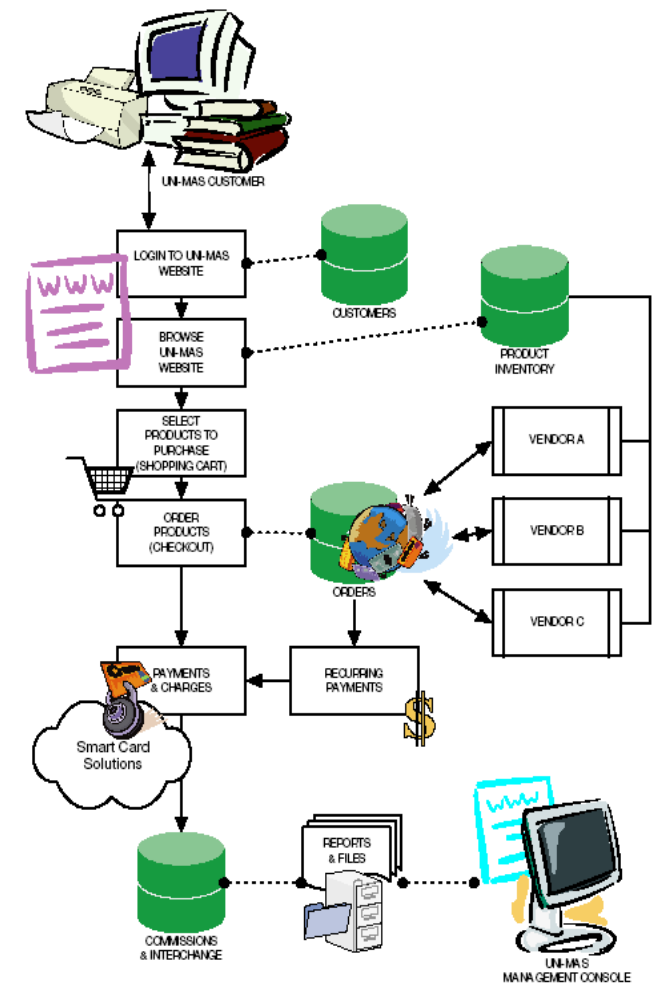 UNI-MAS CUSTOMER
LOGIN TO UNI-MAS
WEBSITE
CUSTOMERS
WWW
BROWSE
UNI-MAS
WEBSITE
PRODUCT
INVENTORY
SELECT
PRODUCTS TO
PURCHASE
(SHOPPING CART)
VENDOR A
ORDER
PRODUCTS
(CHECKOUT)
VENDOR B
ORDERS
VENDOR C
PAYMENTS
& CHARGES
RECURRING
PAYMENTS
$
Smart Card
Solutions
REPORTS
& FILES
WWW
COMMISSIONS
& INTERCHANGE
UNI-MAS
MANAGEMENT CONSOLE